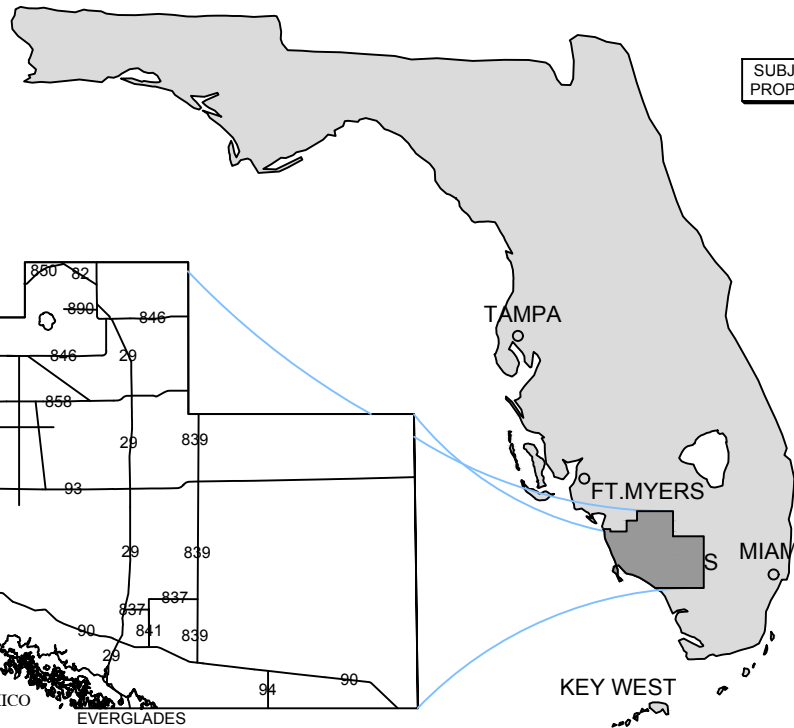 SUBJ
PROP
TAMPA
FT.MYERS
S
MIAM
KEY WEST
850
82
890
846
846
29
858
29
839
93
29
839
837
837
90
841
839
29
94
90
ICO
EVERGLADES